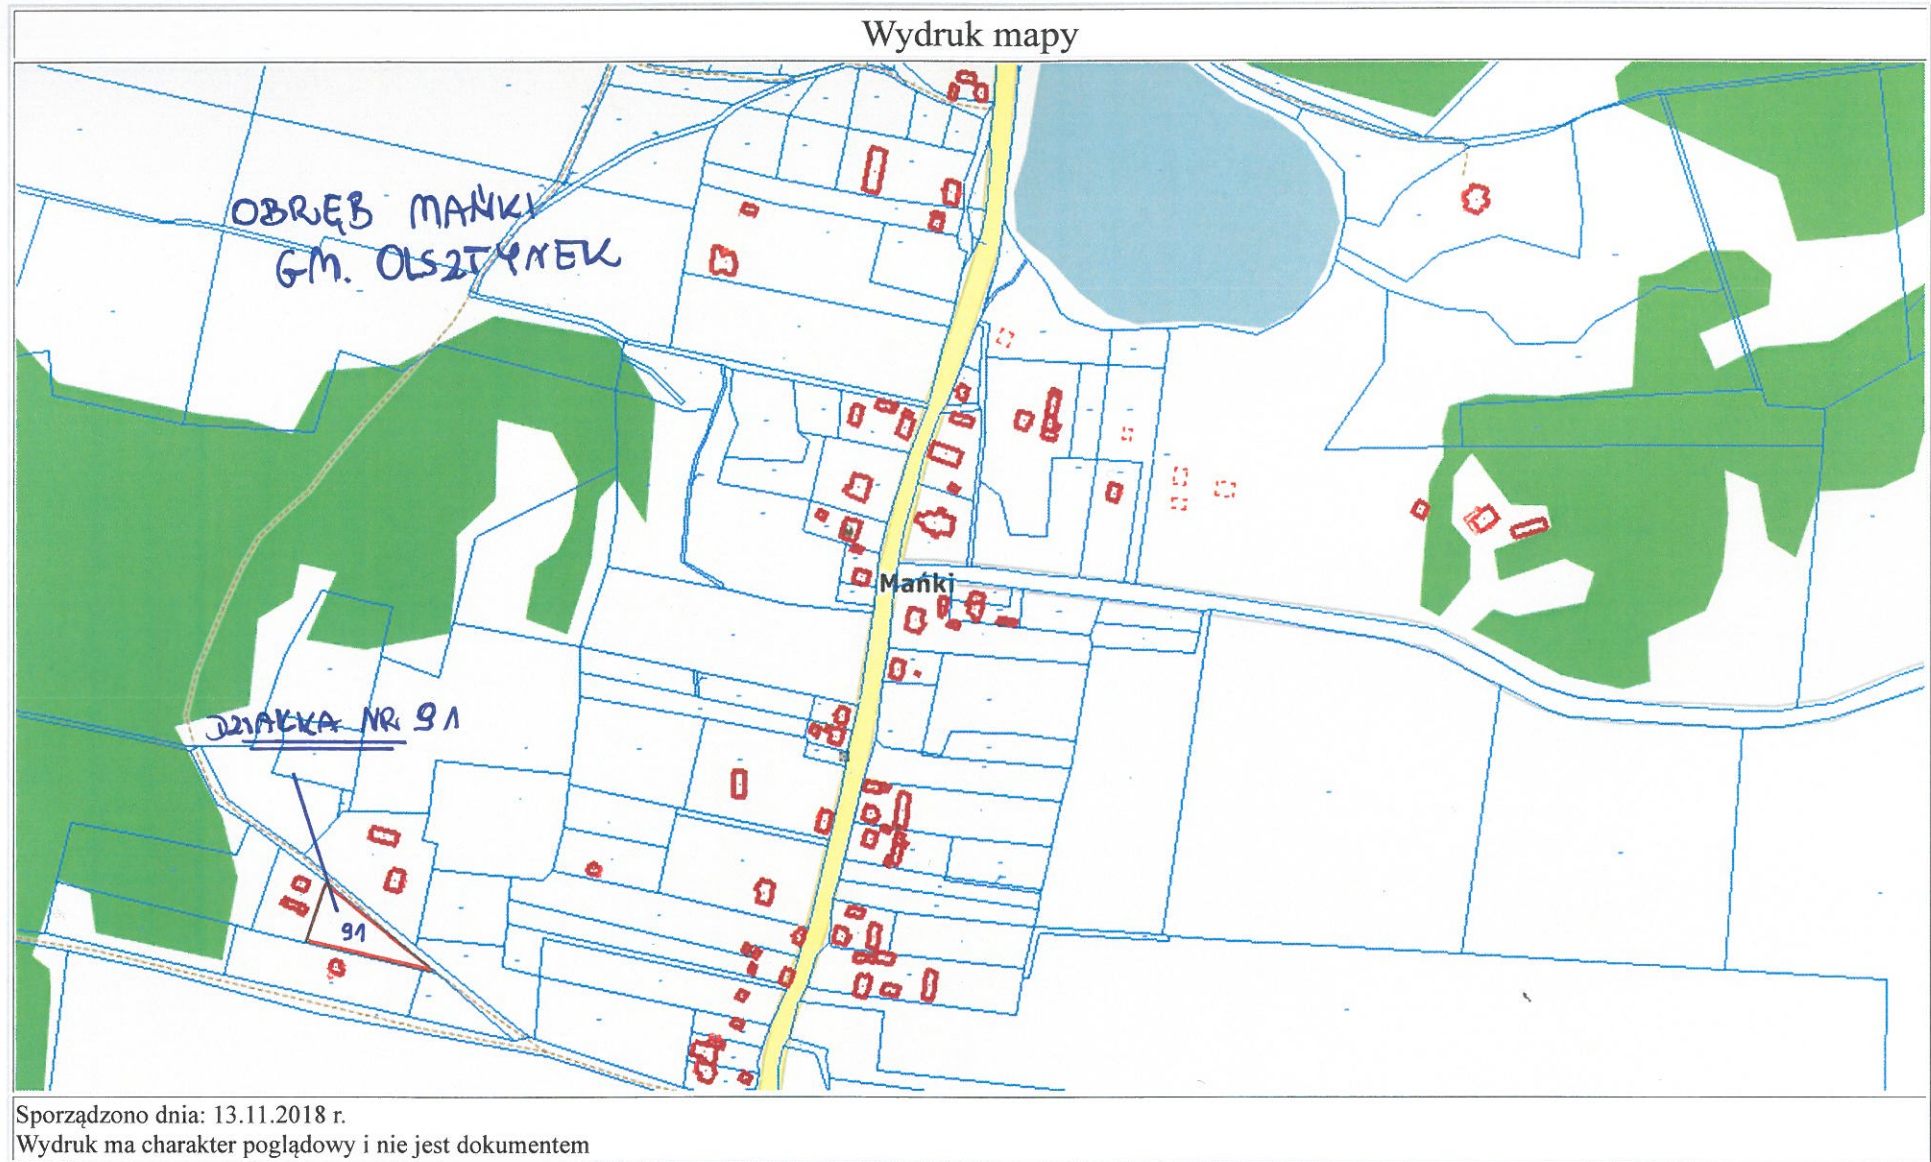 Wydruk mapy
OBRĘB MAŃKI
GM. OLSZTYNEK
Mańki
DZIAŁKA NR 91
91
Sporządzono dnia: 13.11.2018 r.
Wydruk ma charakter poglądowy i nie jest dokumentem